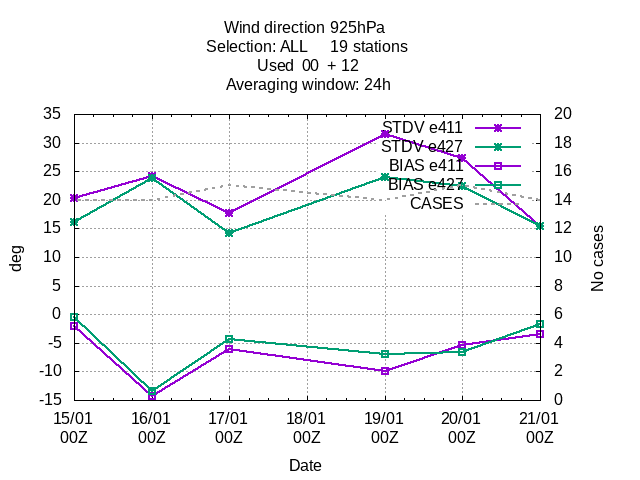 Wind direction 925hPa
Selection: ALL     19 stations
Used  00  + 12
Averaging window: 24h
35
30
25
20
15
10
5
0
-5
-10
-15
20
18
16
14
12
10
8
6
4
2
0
STDV e411
STDV e427
BIAS e411
BIAS e427
CASES
deg
No cases
15/01 16/01 17/01 18/01 19/01 20/01 21/01
00Z 00Z 00Z 00Z 00Z 00Z 00Z
Date